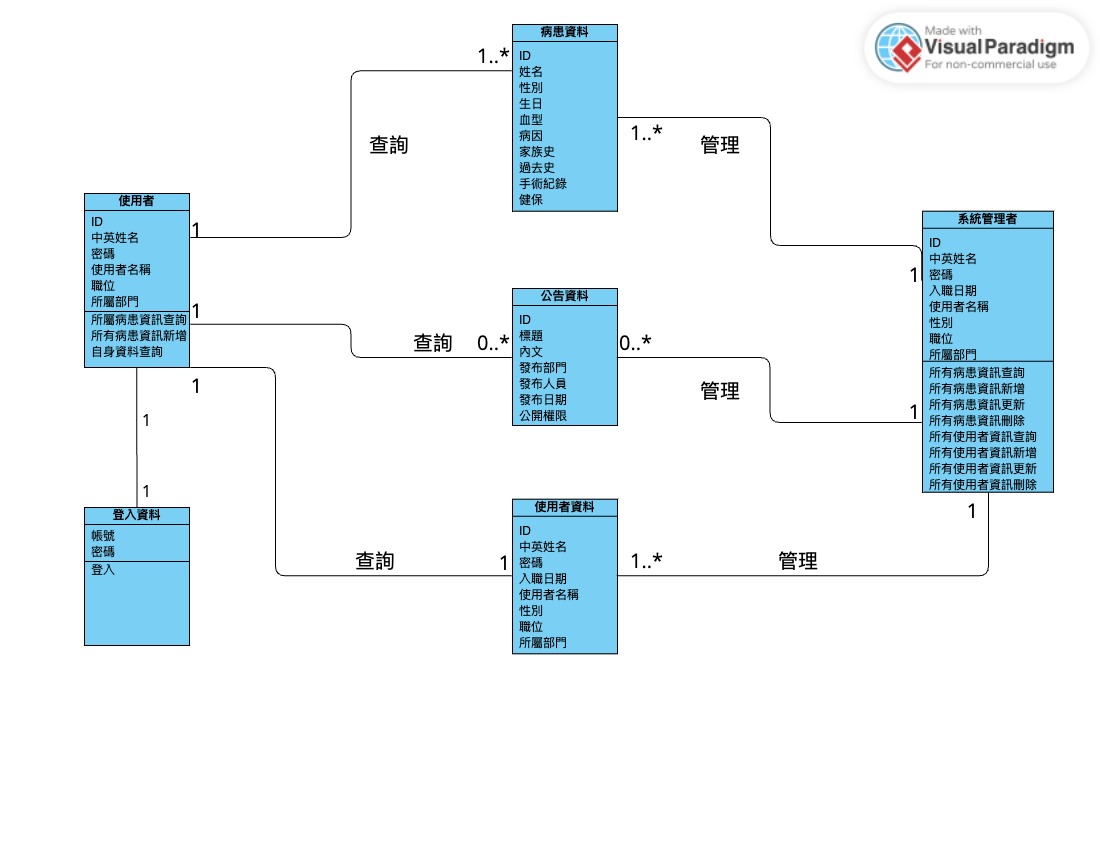 Made with
Visual Paradigm
For non-commercial use
病患資料
ID
姓名
性別
生日
血型
病因
家族史
過去史
手術紀錄
健保
1..*
查詢
1..*
管理
使用者
ID
中英姓名
密碼
使用者名稱
職位
所屬部門
所屬病患資訊查詢
所有病患資訊新增
自身資料查詢
1
1
1
系統管理者
ID
中英姓名
密碼
入職日期
使用者名稱
性別
職位
所屬部門
所有病患資訊查詢
所有病患資訊新增
所有病患資訊更新
所有病患資訊刪除
所有使用者資訊查詢
所有使用者資訊新增
所有使用者資訊更新
所有使用者資訊刪除
1
1
1
公告資料
ID
標題
內文
發布部門
發布人員
發布日期
公開權限
查詢
0..*
0..*
管理
1
1
登入資料
帳號
密碼
登入
使用者資料
ID
中英姓名
密碼
入職日期
使用者名稱
性別
職位
所屬部門
查詢
1
1..*
管理